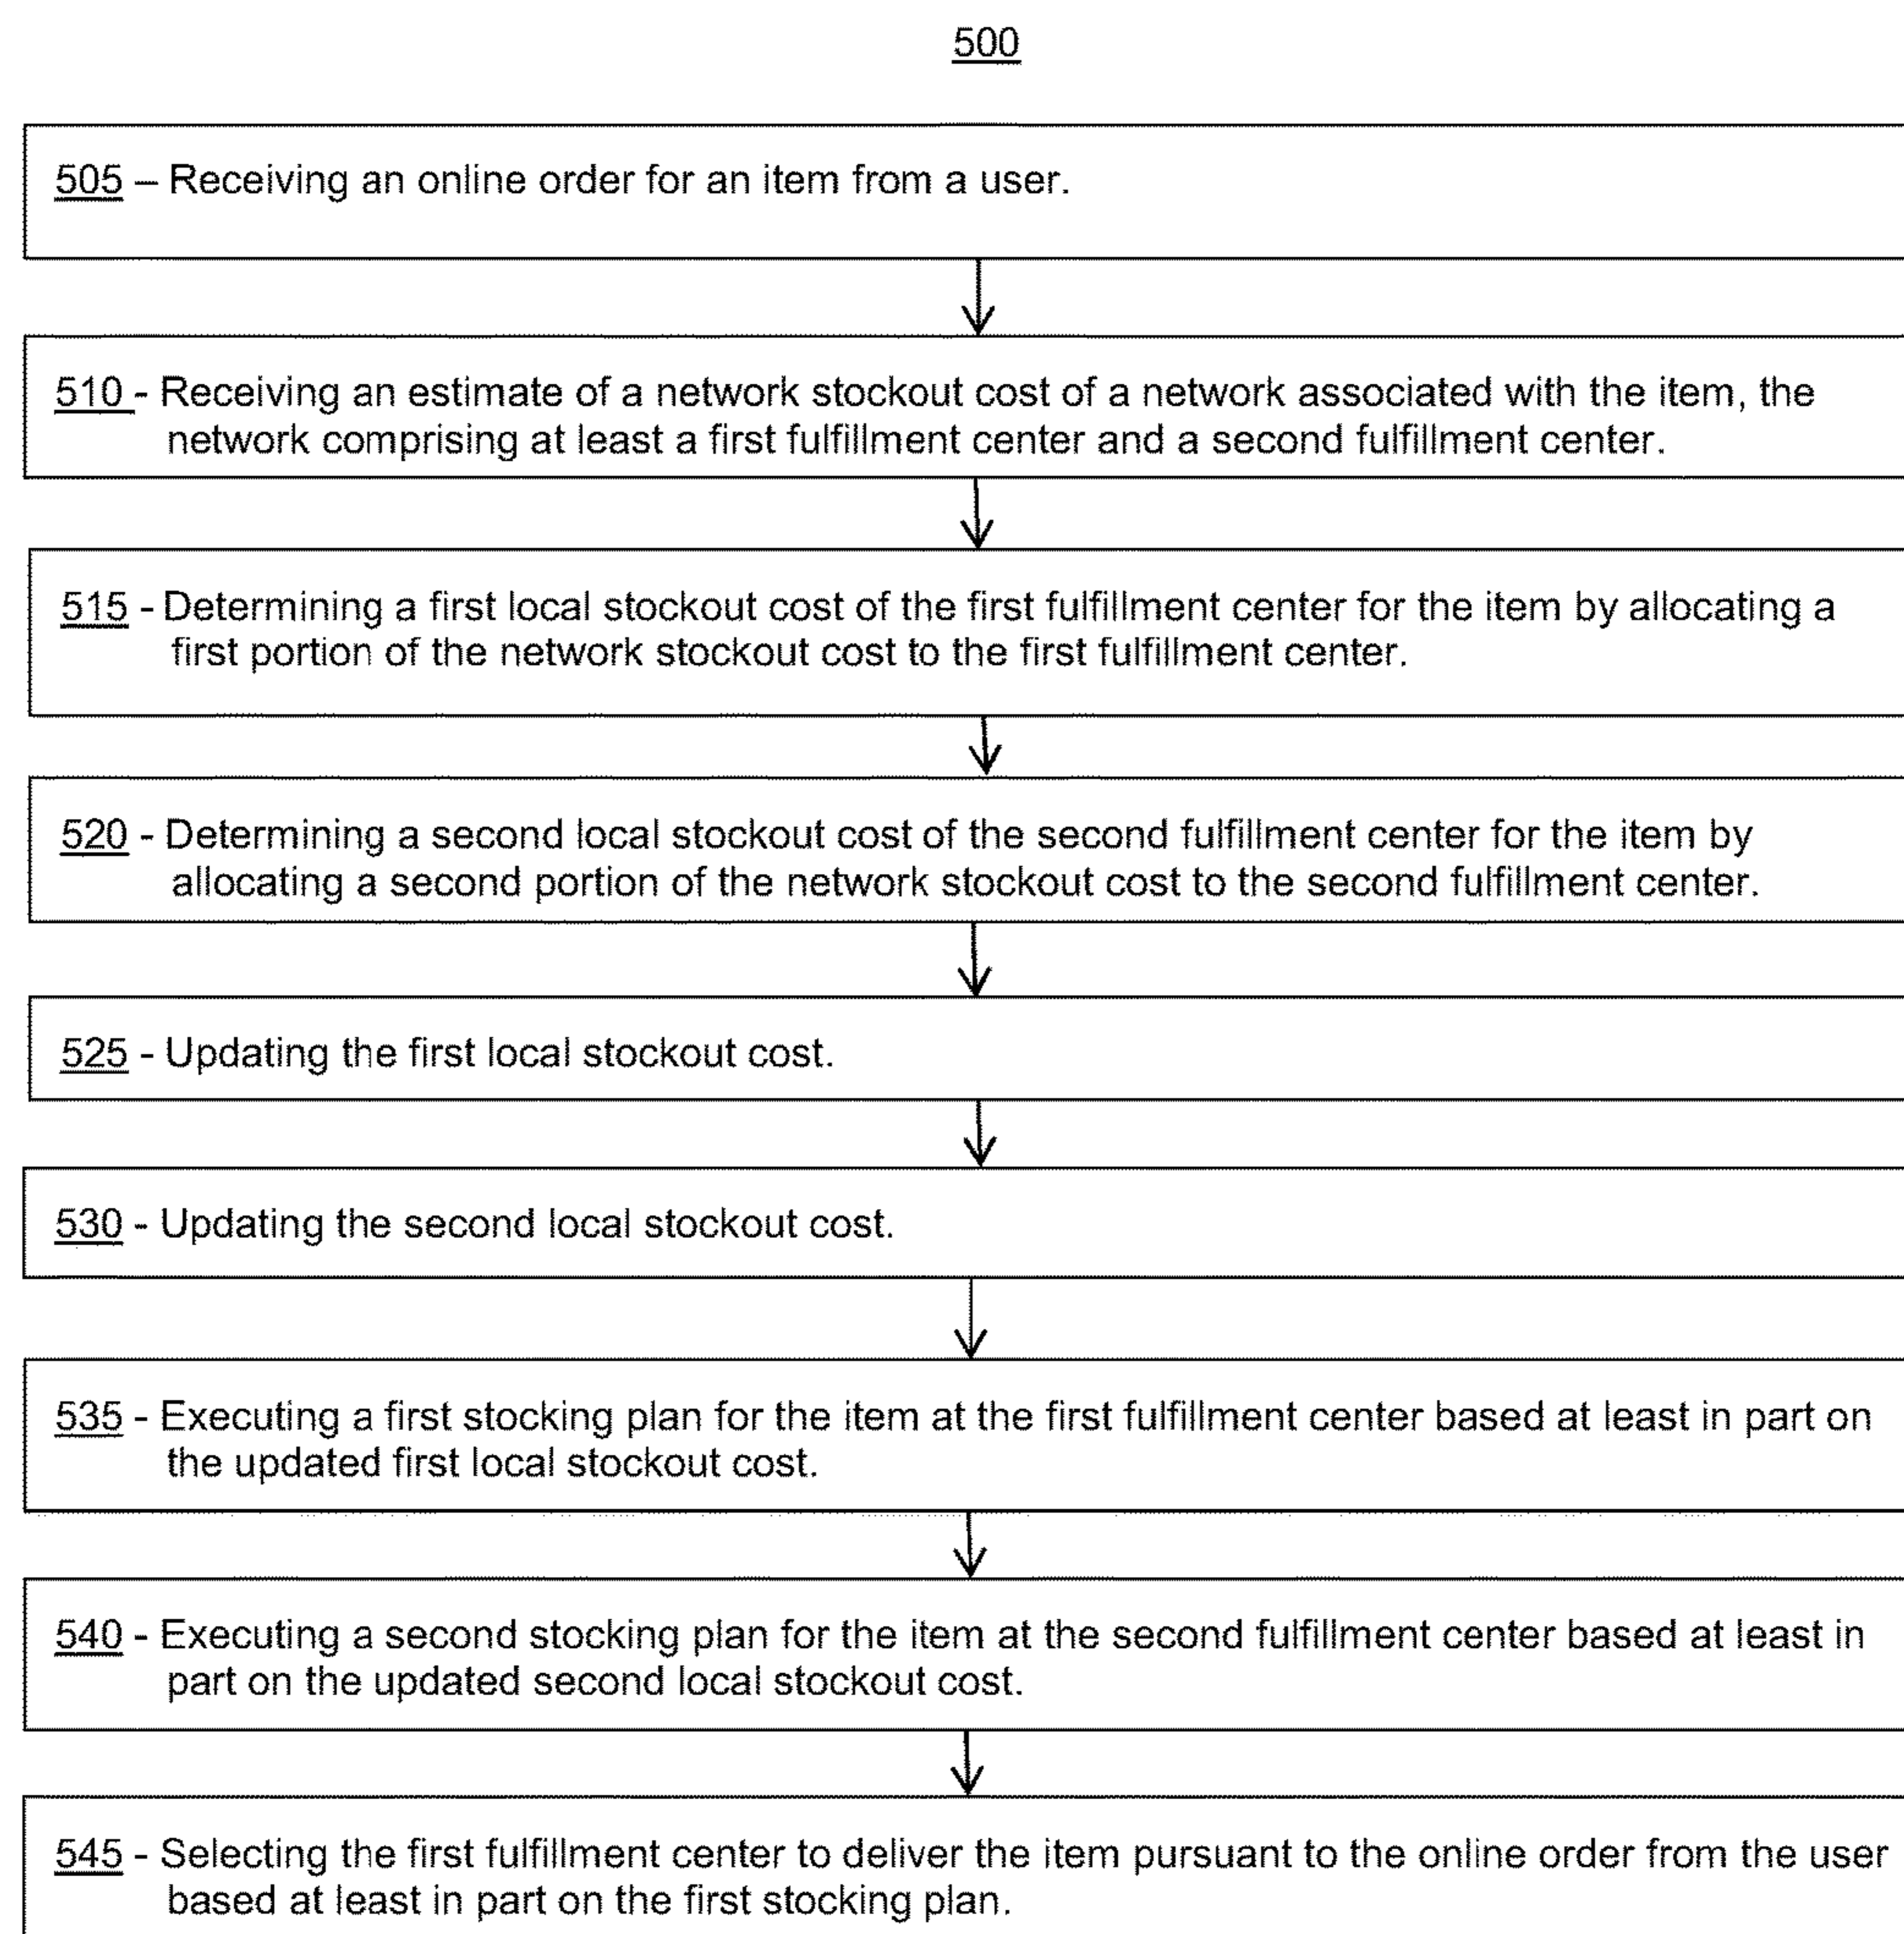 500
505 – Receiving an online order for an item from a user.
510 - Receiving an estimate of a network stockout cost of a network associated with the item, the
network comprising at least a first fulfillment center and a second fulfillment center.
515 - Determining a first local stockout cost of the first fulfillment center for the item by allocating a
first portion of the network stockout cost to the first fulfillment center.
520 - Determining a second local stockout cost of the second fulfillment center for the item by
allocating a second portion of the network stockout cost to the second fulfillment center.
525 - Updating the first local stockout cost.
530 - Updating the second local stockout cost.
535 - Executing a first stocking plan for the item at the first fulfillment center based at least in part on
the updated first local stockout cost.
540 - Executing a second stocking plan for the item at the second fulfillment center based at least in
part on the updated second local stockout cost.
545 - Selecting the first fulfillment center to deliver the item pursuant to the online order from the user
based at least in part on the first stocking plan.